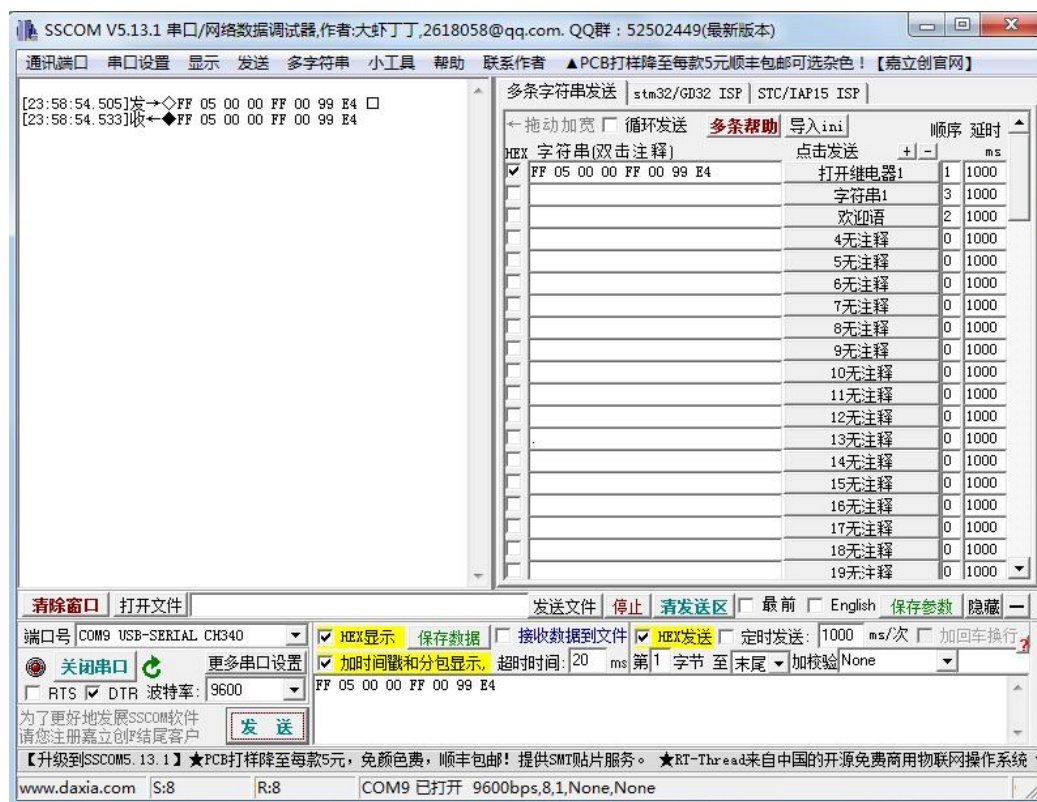 SSCOM V5.13.1 串口/网络数据调试器,作者:大虾丁丁,2618058@qq.com. QQ群：52502449(最新版本)
通讯端口 串口设置 显示 发送 多字符串 小工具 帮助 联系作者 ▲PCB打样降至每款5元顺丰包邮可选杂色！【嘉立创官网】
[23:58:54.505]发→◇FF 05 00 00 FF 00 99 E4 □
[23:58:54.533]收←◆FF 05 00 00 FF 00 99 E4
多条字符串发送 stm32/GD32 ISP STC/IAP15 ISP
←拖动加宽 循环发送 多条帮助 导入ini 顺序 延时
HEX 字符串(双击注释) 点击发送 + - ms
FF 05 00 00 FF 00 99 E4 打开继电器1 1 1000
字符串1 3 1000
欢迎语 2 1000
4无注释 0 1000
5无注释 0 1000
6无注释 0 1000
7无注释 0 1000
8无注释 0 1000
9无注释 0 1000
10无注释 0 1000
11无注释 0 1000
12无注释 0 1000
. 13无注释 0 1000
14无注释 0 1000
15无注释 0 1000
16无注释 0 1000
17无注释 0 1000
18无注释 0 1000
19无注释 0 1000
清除窗口 打开文件 发送文件 停止 清发送区 最前 English 保存参数 隐藏 —
端口号 COM9 USB-SERIAL CH340 HEX显示 保存数据 接收数据到文件 HEX发送 定时发送: 1000 ms/次 加回车换行 ?
关闭串口 更多串口设置 加时间戳和分包显示, 超时时间: 20 ms 第1 字节 至 末尾 加校验 None
RTS DTR 波特率: 9600 FF 05 00 00 FF 00 99 E4
为了更好地发展SSCOM软件
请您注册嘉立创F结尾客户 发 送
【升级到SSCOM5.13.1】★PCB打样降至每款5元，免颜色费，顺丰包邮！提供SMT贴片服务。 ★RT-Thread来自中国的开源免费商用物联网操作系统
www.daxia.com S:8 R:8 COM9 已打开 9600bps,8,1,None,None